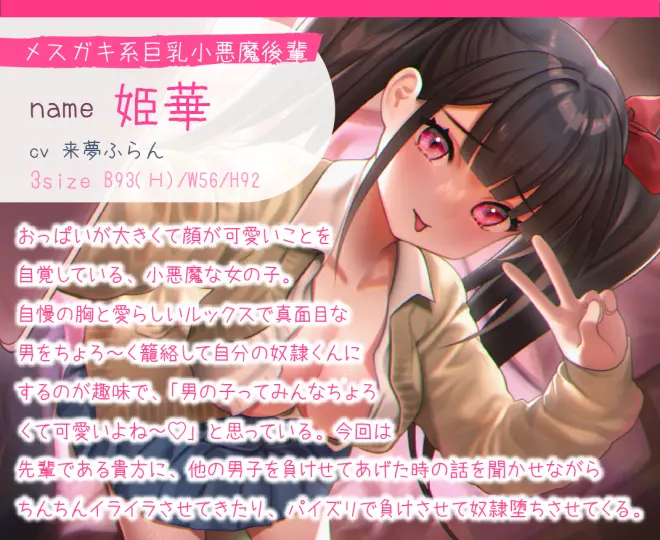 メスガキ系巨乳小悪魔後輩
name 姫華
cv 来夢ふらん
3size B93(H)/W56/H92
おっぱいが大きくて顔が可愛いことを
自覚している、小悪魔な女の子。
自慢の胸と愛らしいルックスで真面目な
男をちょろ〜く籠絡して自分の奴隷くんに
するのが趣味で、「男の子ってみんなちょろ
くて可愛いよね〜♡」と思っている。今回は
先輩である貴方に、他の男子を負けせてあげた時の話を聞かせながら
ちんちんイライラさせてきたり、パイズリで負けさせて奴隷堕ちさせてくる。